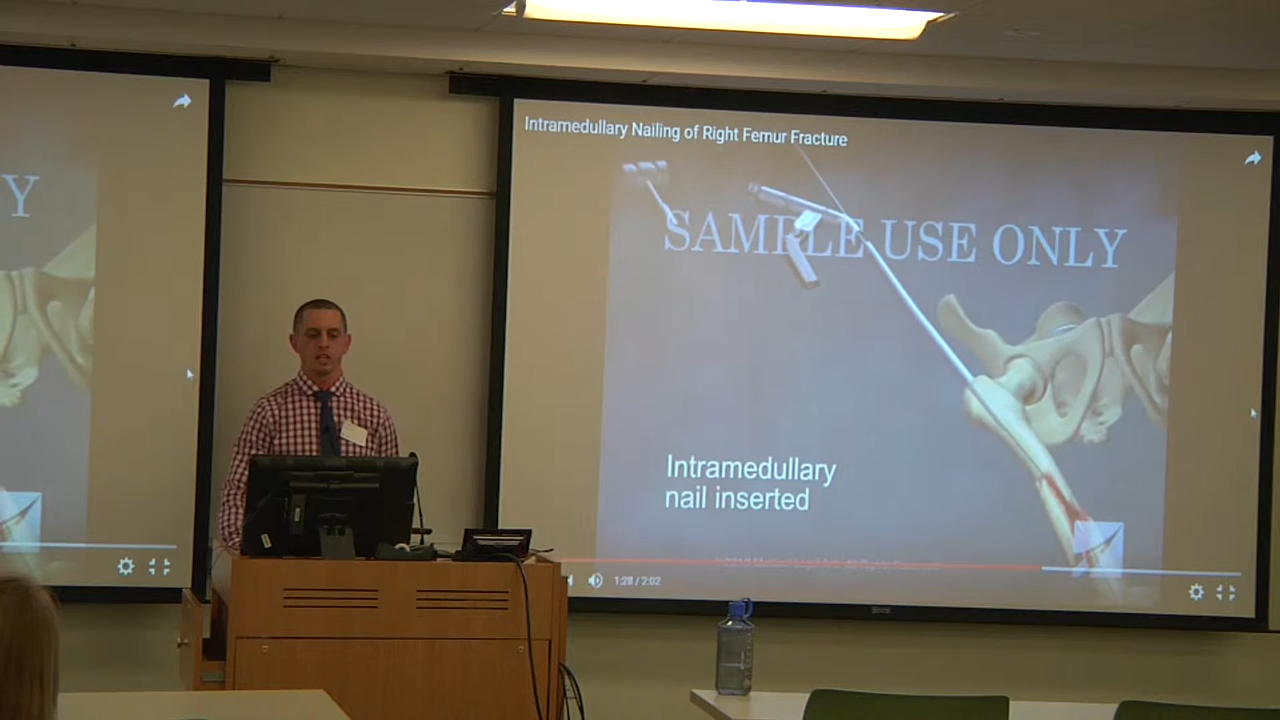 Y
Intramedullary Nailing of Right Femur Fracture
SAMPLE USE ONLY
Intramedullary
nail inserted
1:28 / 2:02